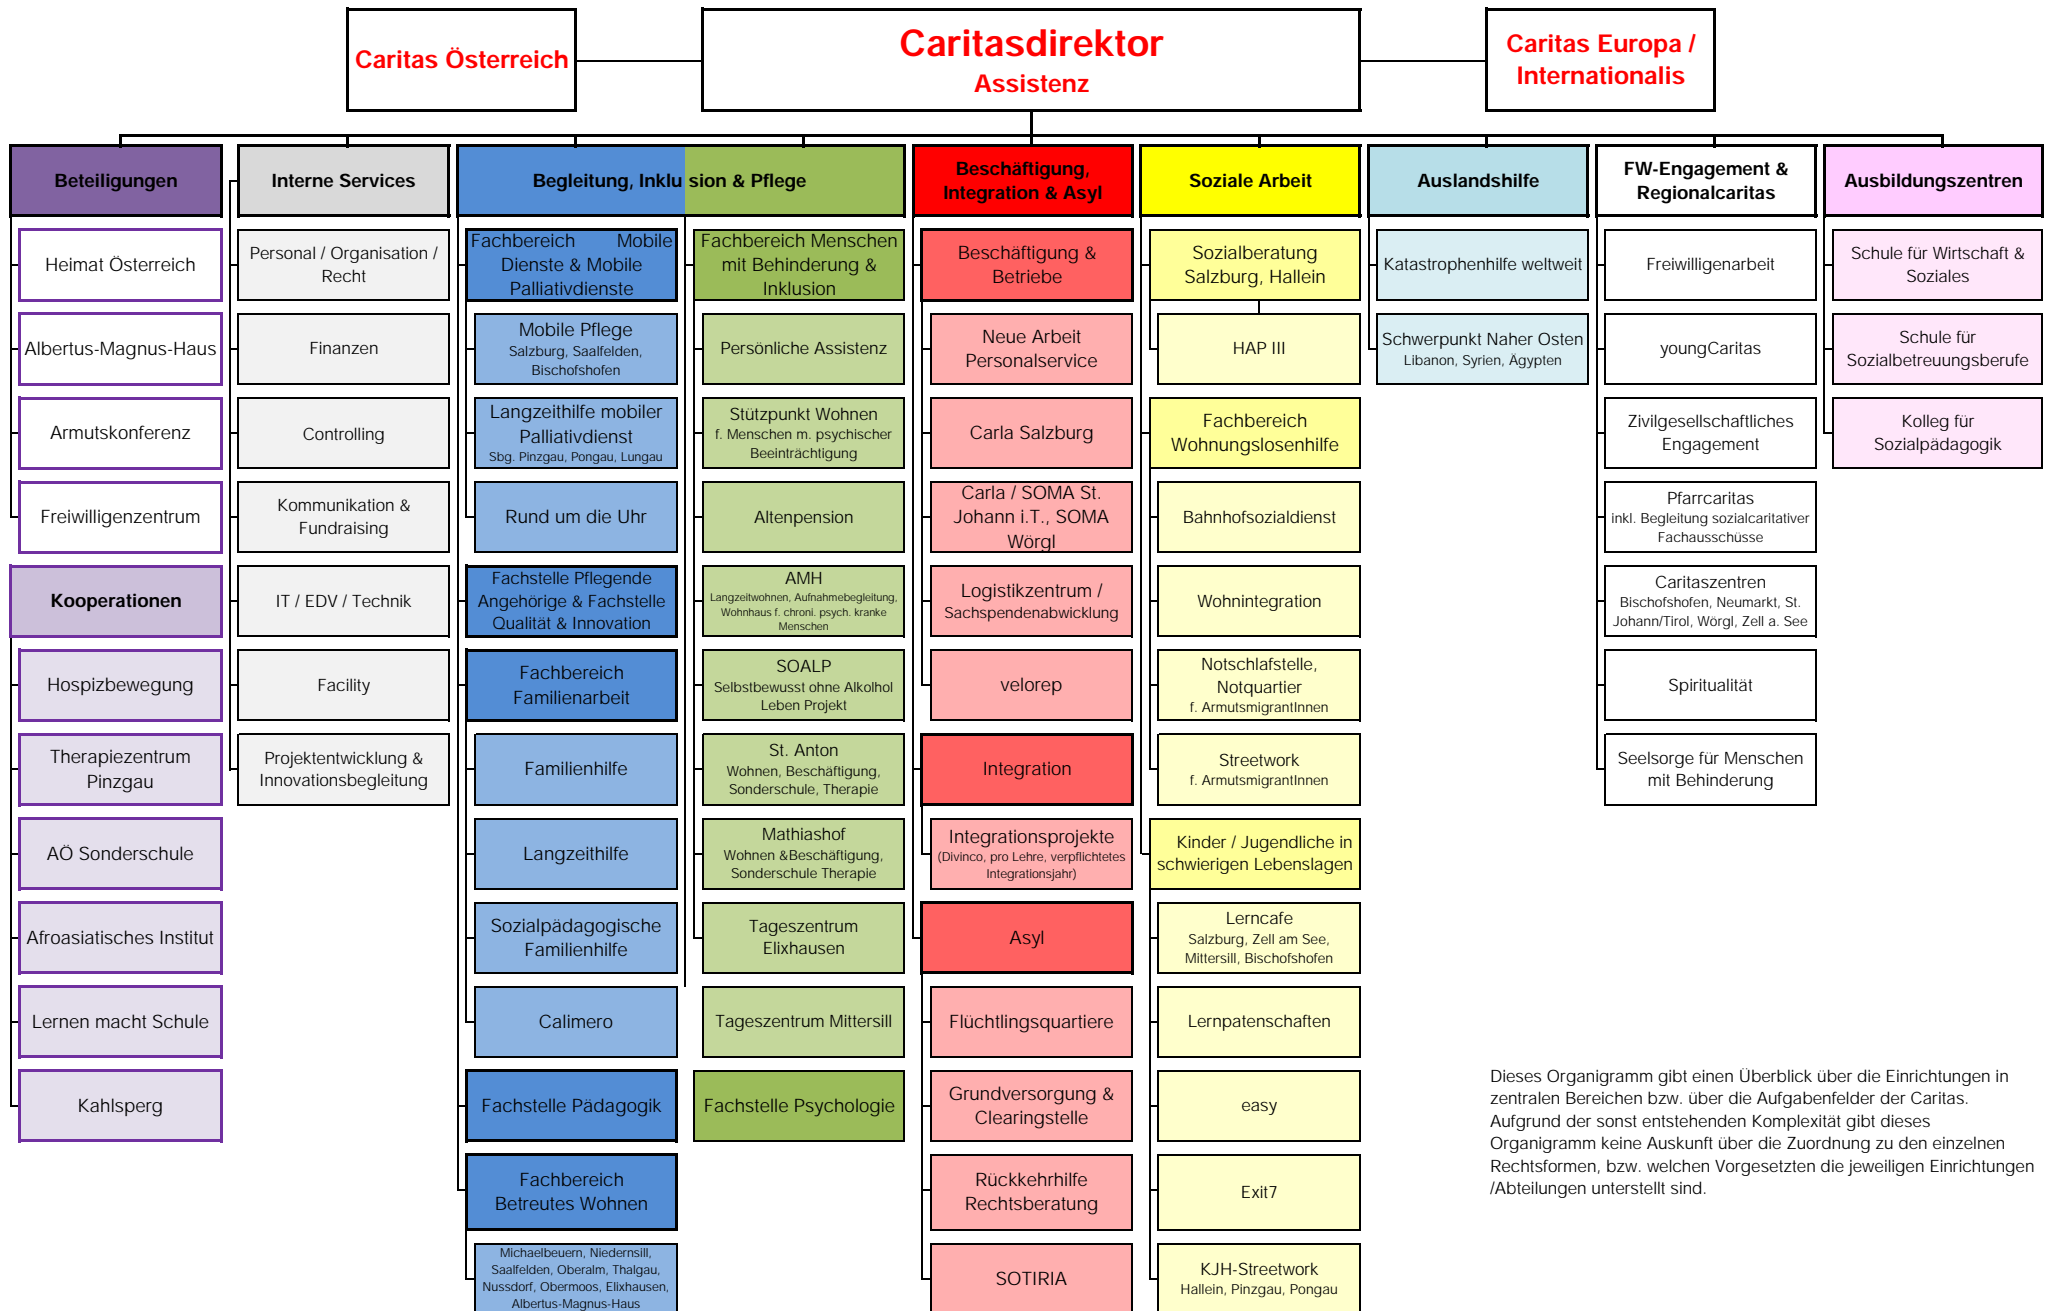 Caritas Österreich
Caritasdirektor
Assistenz
Caritas Europa /
Internationalis
Beteiligungen
Heimat Österreich
Albertus-Magnus-Haus
Armutskonferenz
Freiwilligenzentrum
Kooperationen
Hospizbewegung
Therapiezentrum
Pinzgau
AÖ Sonderschule
Afroasiatisches Institut
Lernen macht Schule
Kahlsperg
Interne Services
Personal / Organisation /
Recht
Finanzen
Controlling
Kommunikation &
Fundraising
IT / EDV / Technik
Facility
Projektentwicklung &
Innovationsbegleitung
Begleitung, Inklusion & Pflege
Fachbereich Mobile
Dienste & Mobile
Palliativdienste
Mobile Pflege
Salzburg, Saalfelden,
Bischofshofen
Langzeithilfe mobiler
Palliativdienst
Sbg. Pinzgau, Pongau, Lungau
Rund um die Uhr
Fachstelle Pflegende
Angehörige & Fachstelle
Qualität & Innovation
Fachbereich
Familienarbeit
Familienhilfe
Langzeithilfe
Sozialpädagogische
Familienhilfe
Calimero
Fachstelle Pädagogik
Fachbereich
Betreutes Wohnen
Michaelbeuern, Niedernsill,
Saalfelden, Oberalm, Thalgau,
Nussdorf, Obermoos, Elixhausen,
Albertus-Magnus-Haus
Fachbereich Menschen
mit Behinderung &
Inklusion
Persönliche Assistenz
Stützpunkt Wohnen
f. Menschen m. psychischer
Beeinträchtigung
Altenpension
AMH
Langzeitwohnen, Aufnahmebegleitung,
Wohnhaus f. chroni. psych. kranke
Menschen
SOALP
Selbstbewusst ohne Alkolhol
Leben Projekt
St. Anton
Wohnen, Beschäftigung,
Sonderschule, Therapie
Mathiashof
Wohnen &Beschäftigung,
Sonderschule Therapie
Tageszentrum
Elixhausen
Tageszentrum Mittersill
Fachstelle Psychologie
Beschäftigung,
Integration & Asyl
Beschäftigung &
Betriebe
Neue Arbeit
Personalservice
Carla Salzburg
Carla / SOMA St.
Johann i.T., SOMA
Wörgl
Logistikzentrum /
Sachspendenabwicklung
velorep
Integration
Integrationsprojekte
(Divinco, pro Lehre, verpflichtetes
Integrationsjahr)
Asyl
Flüchtlingsquartiere
Grundversorgung &
Clearingstelle
Rückkehrhilfe
Rechtsberatung
SOTIRIA
Soziale Arbeit
Sozialberatung
Salzburg, Hallein
HAP III
Fachbereich
Wohnungslosenhilfe
Bahnhofsozialdienst
Wohnintegration
Notschlafstelle,
Notquartier
f. ArmutsmigrantInnen
Streetwork
f. ArmutsmigrantInnen
Kinder / Jugendliche in
schwierigen Lebenslagen
Lerncafe
Salzburg, Zell am See,
Mittersill, Bischofshofen
Lernpatenschaften
easy
Exit7
KJH-Streetwork
Hallein, Pinzgau, Pongau
Auslandshilfe
Katastrophenhilfe weltweit
Schwerpunkt Naher Osten
Libanon, Syrien, Ägypten
FW-Engagement &
Regionalcaritas
Freiwilligenarbeit
youngCaritas
Zivilgesellschaftliches
Engagement
Pfarrcaritas
inkl. Begleitung sozialcaritativer
Fachausschüsse
Caritaszentren
Bischofshofen, Neumarkt, St.
Johann/Tirol, Wörgl, Zell a. See
Spiritualität
Seelsorge für Menschen
mit Behinderung
Ausbildungszentren
Schule für Wirtschaft &
Soziales
Schule für
Sozialbetreuungsberufe
Kolleg für
Sozialpädagogik
Dieses Organigramm gibt einen Überblick über die Einrichtungen in
zentralen Bereichen bzw. über die Aufgabenfelder der Caritas.
Aufgrund der sonst entstehenden Komplexität gibt dieses
Organigramm keine Auskunft über die Zuordnung zu den einzelnen
Rechtsformen, bzw. welchen Vorgesetzten die jeweiligen Einrichtungen
/Abteilungen unterstellt sind.